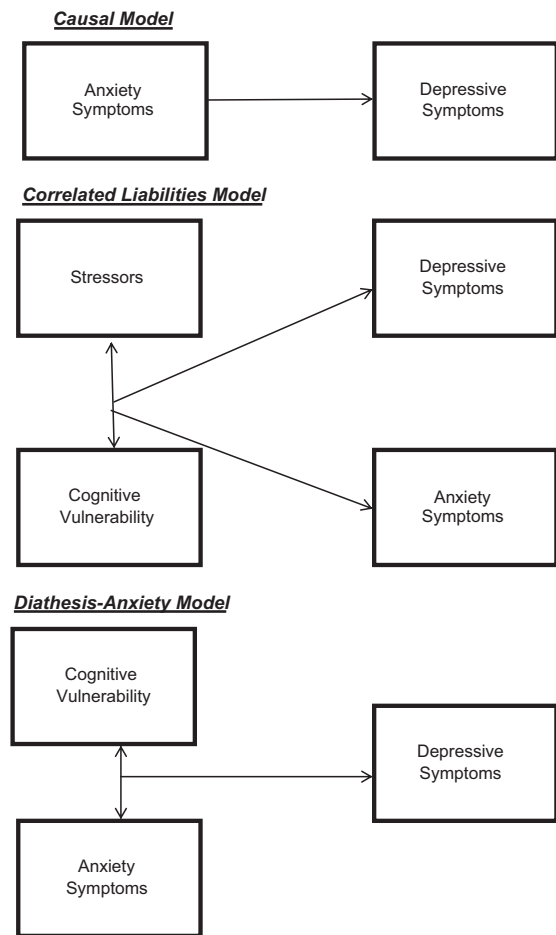 Causal Model
Anxiety
Symptoms
Depressive
Symptoms
Correlated Liabilites Model
Stressors
Depressive
Symptoms
Cognitive
Vulnerability
Anxiety
Symptoms
Diathesis-Anxiety Model
Cognitive
Vulnerability
Depressive
Symptoms
Anxiety
Symptoms